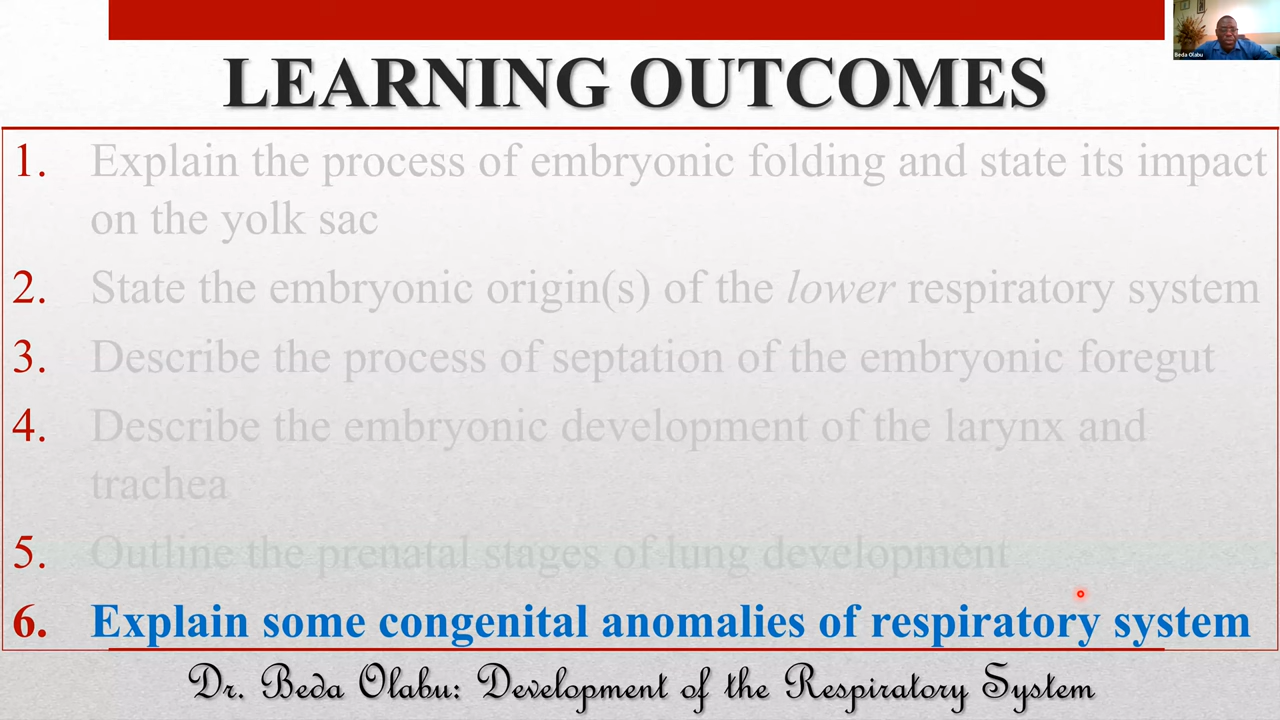 Beda Olabu
LEARNING OUTCOMES
1. Explain the process of embryonic folding and state its impact
on the yolk sac
2. State the embryonic origin(s) of the lower respiratory system
3. Describe the process of septation of the embryonic foregut
4. Describe the embryonic development of the larynx and
trachea
5. Outline the prenatal stages of lung development
6. Explain some congenital anomalies of respiratory system
Dr. Beda Olabu: Development of the Respiratory System